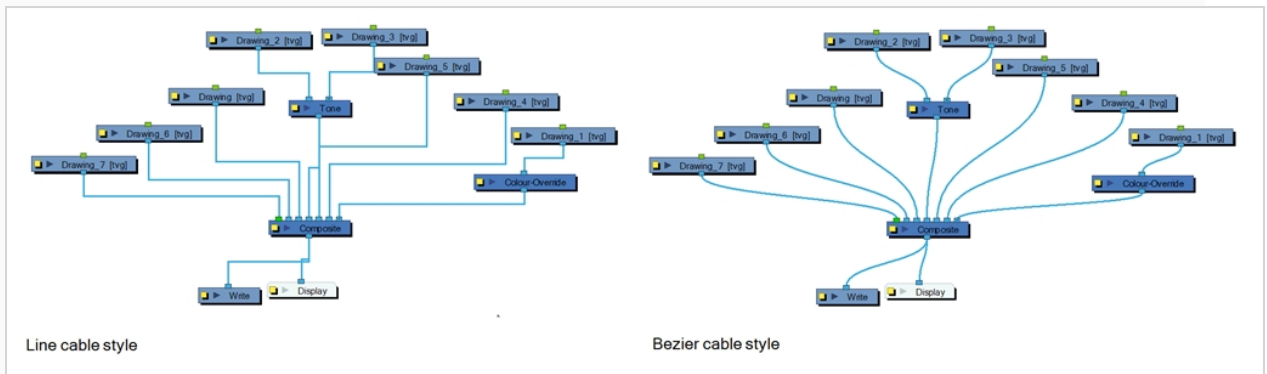 Drawing_2 [tvg]
Drawing_3 [tvg]
Drawing_5 [tvg]
Drawing [tvg]
Tone
Drawing_4 [tvg]
Drawing_6 [tvg]
Drawing_1 [tvg]
Drawing_7 [tvg]
Colour-Override
Composite
Write
Display
Line cable style
Drawing_2 [tvg]
Drawing_3 [tvg]
Drawing_5 [tvg]
Drawing [tvg]
Tone
Drawing_4 [tvg]
Drawing_6 [tvg]
Drawing_1 [tvg]
Drawing_7 [tvg]
Colour-Override
Composite
Write
Display
Bezier cable style